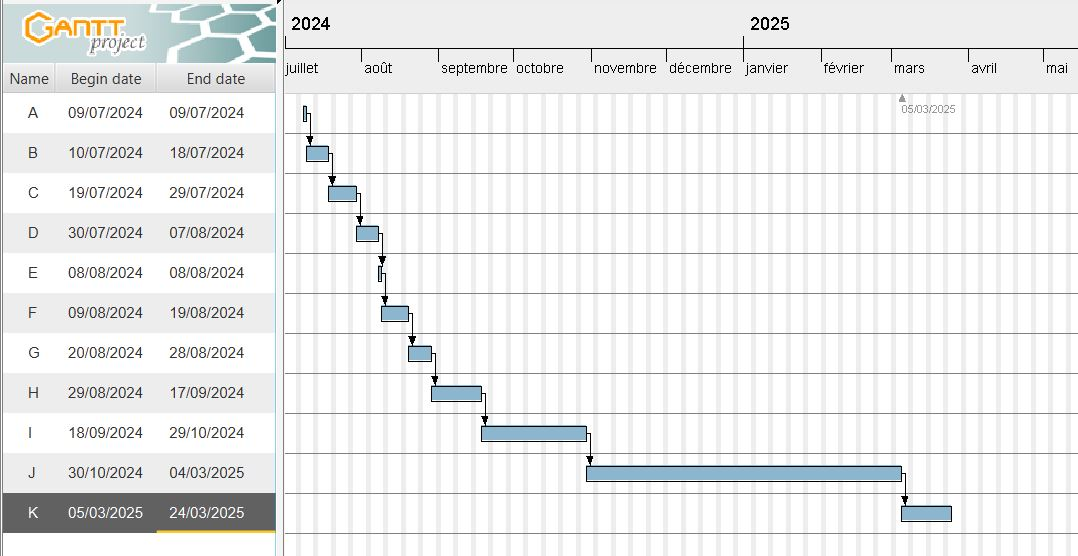 GANTT
project
2024 2025
juillet août septembre octobre novembre décembre janvier février mars avril mai
Name Begin date End date
05/03/2025
A 09/07/2024 09/07/2024
B 10/07/2024 18/07/2024
C 19/07/2024 29/07/2024
D 30/07/2024 07/08/2024
E 08/08/2024 08/08/2024
F 09/08/2024 19/08/2024
G 20/08/2024 28/08/2024
H 29/08/2024 17/09/2024
I 18/09/2024 29/10/2024
J 30/10/2024 04/03/2025
K 05/03/2025 24/03/2025